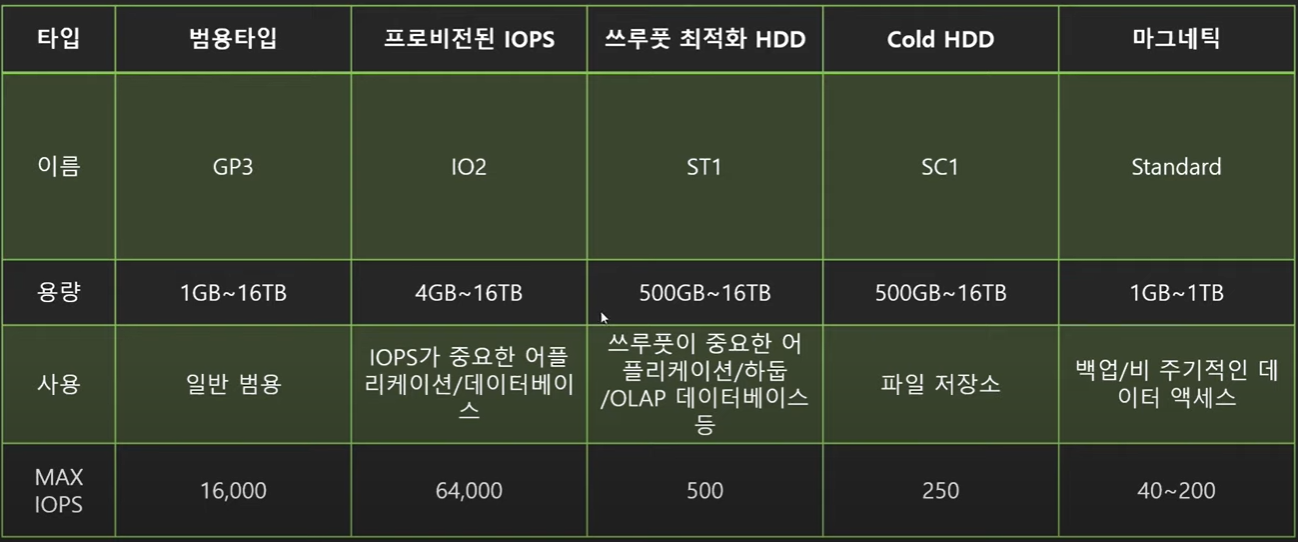 타입 범용타입 프로비전된 IOPS 쓰루풋 최적화 HDD Cold HDD 마그네틱
이름 GP3 IO2 ST1 SC1 Standard
용량 1GB~16TB 4GB~16TB 500GB~16TB 500GB~16TB 1GB~1TB
사용
일반 범용
IOPS가 중요한 어플
리케이션/데이터베이
스
쓰루풋이 중요한 어
플리케이션/하둡
/OLAP 데이터베이스
등
파일 저장소
백업/비 주기적인 데
이터 액세스
MAX
IOPS
16,000 64,000 500 250 40~200